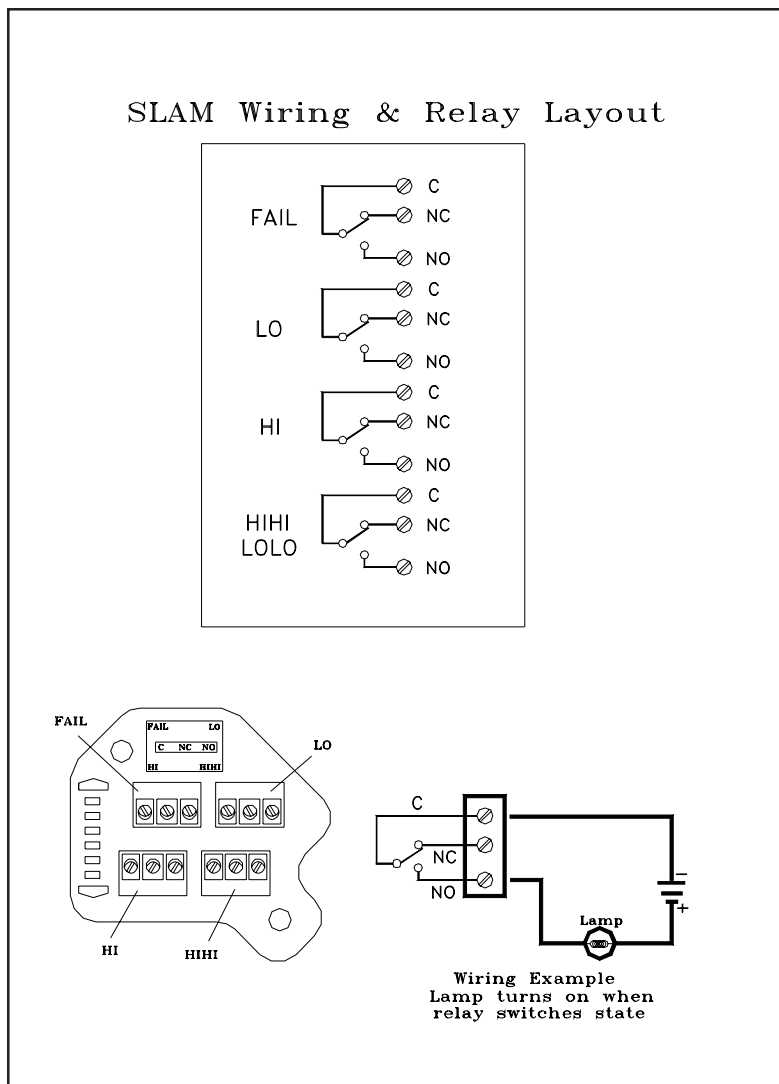 SLAM Wiring & Relay Layout
C
FAIL
NC
NO
C
LO
NC
NO
C
HI
NC
NO
C
HIHI
NC
LOLO
NO
FAIL
FAIL LO
C NC NO
HI HIHI
LO
HI
HIHI
C
NC
NO
−
+
Lamp
Wiring Example
Lamp turns on when
relay switches state